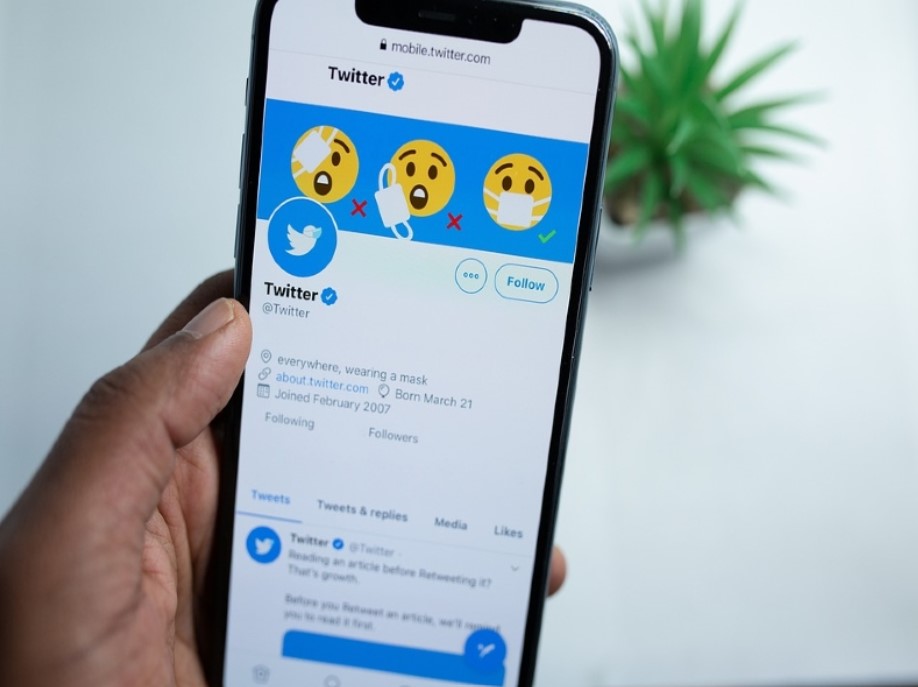 mobile.twitter.com
Twitter
Follow
Twitter
@Twitter
everywhere, wearing a mask
about.twitter.com Born March 21
Joined February 2007
Following Followers
Tweets Tweets & replies Media Likes
Twitter @Twitter
Reading an article before Retweeting it?
That's growth.
Before you Retweet an article, we'll remind
you to read it first.